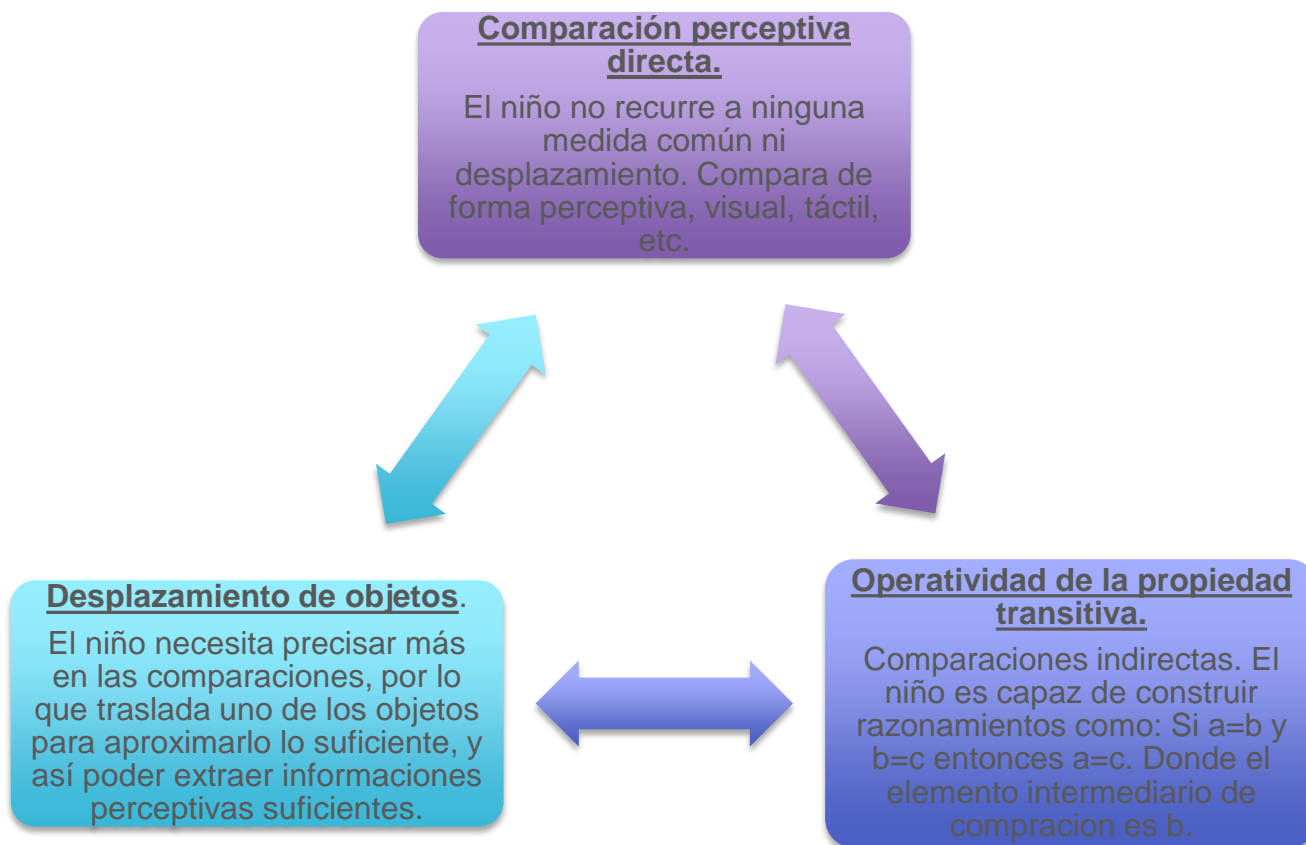 Comparación perceptiva
directa.
El niño no recurre a ninguna
medida común ni
desplazamiento. Compara de
forma perceptiva, visual, táctil,
etc.
Desplazamiento de objetos.
El niño necesita precisar más
en las comparaciones, por lo
que traslada uno de los objetos
para aproximarlo lo suficiente, y
así poder extraer informaciones
perceptivas suficientes.
Operatividad de la propiedad
transitiva.
Comparaciones indirectas. El
niño es capaz de construir
razonamientos como: Si a=b y
b=c entonces a=c. Donde el
elemento intermediario de
compracion es b.